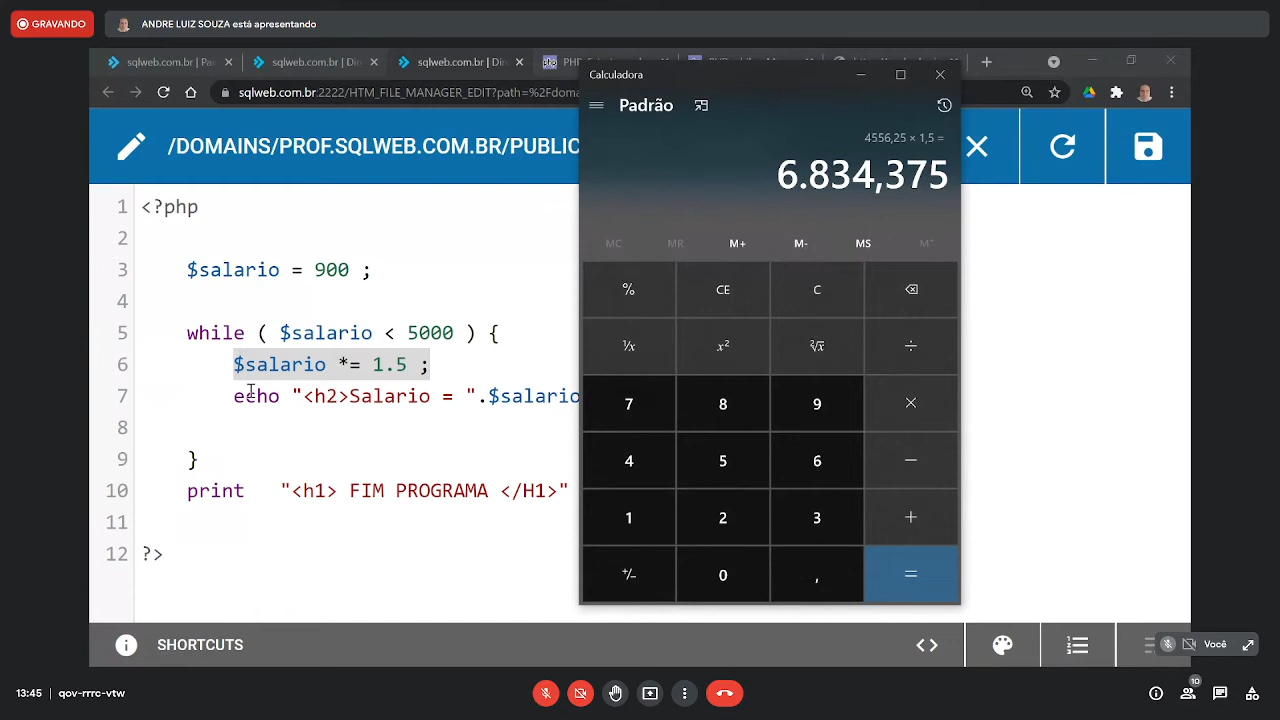 GRAVANDO
ANDRE LUIZ SOUZA está apresentando
sqlweb.com.br | Pa
sqlweb.com.br | Dir
sqlweb.com.br | Dir
php
sqlweb.com.br:2222/HTM_FILE_MANAGER_EDIT?path=%2Fdoma
/DOMAINS/PROF.SQLWEB.COM.BR/PUBLIC
Calculadora
Padrão
4556,25 × 1,5 =
6.834,375
MC MR M+ M- MS M˅
% CE C
¹/x x² ²√x ÷
7 8 9 ×
4 5 6 −
1 2 3 +
+/− 0 , =
1 <?php
2
3 $salario = 900 ;
4
5 while ( $salario < 5000 ) {
6 $salario *= 1.5 ;
7 echo "<h2>Salario = ".$salario
8
9 }
10 print "<h1> FIM PROGRAMA </H1>"
11
12 ?>
SHORTCUTS
Você
13:45
qov-rrrc-vtw
10